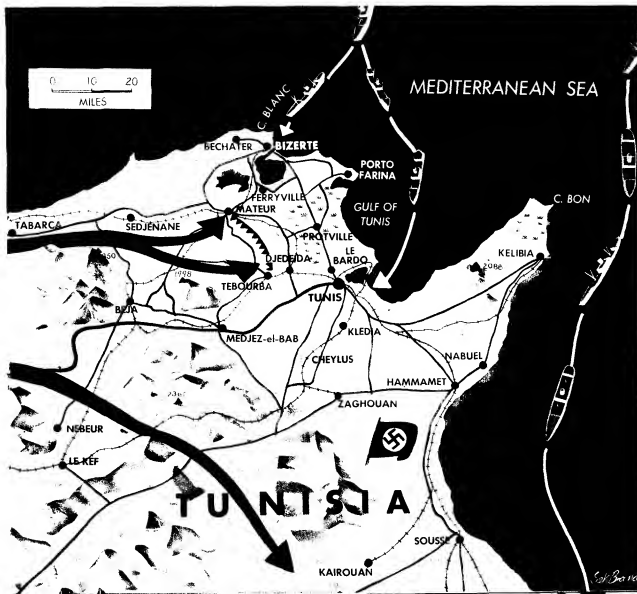 0 10 20
MILES
MEDITERRANEAN SEA
C. BLANC
BECHATER
BIZERTE
PORTO
FARINA
FERRYVILLE
MATEUR
GULF OF
TUNIS
C. BON
TABARCA
SEDJENANE
PROTVILLE
DJEDEIDA
LE
BARDO
KELIBIA
TEBOURBA
TUNIS
BEJA
KLEDIA
MEDJEZ-el-BAB
CHEYLUS
NABUEL
HAMMAMET
ZAGHOUAN
NEBEUR
LE KEF
TUNISIA
SOUSSE
KAIROUAN